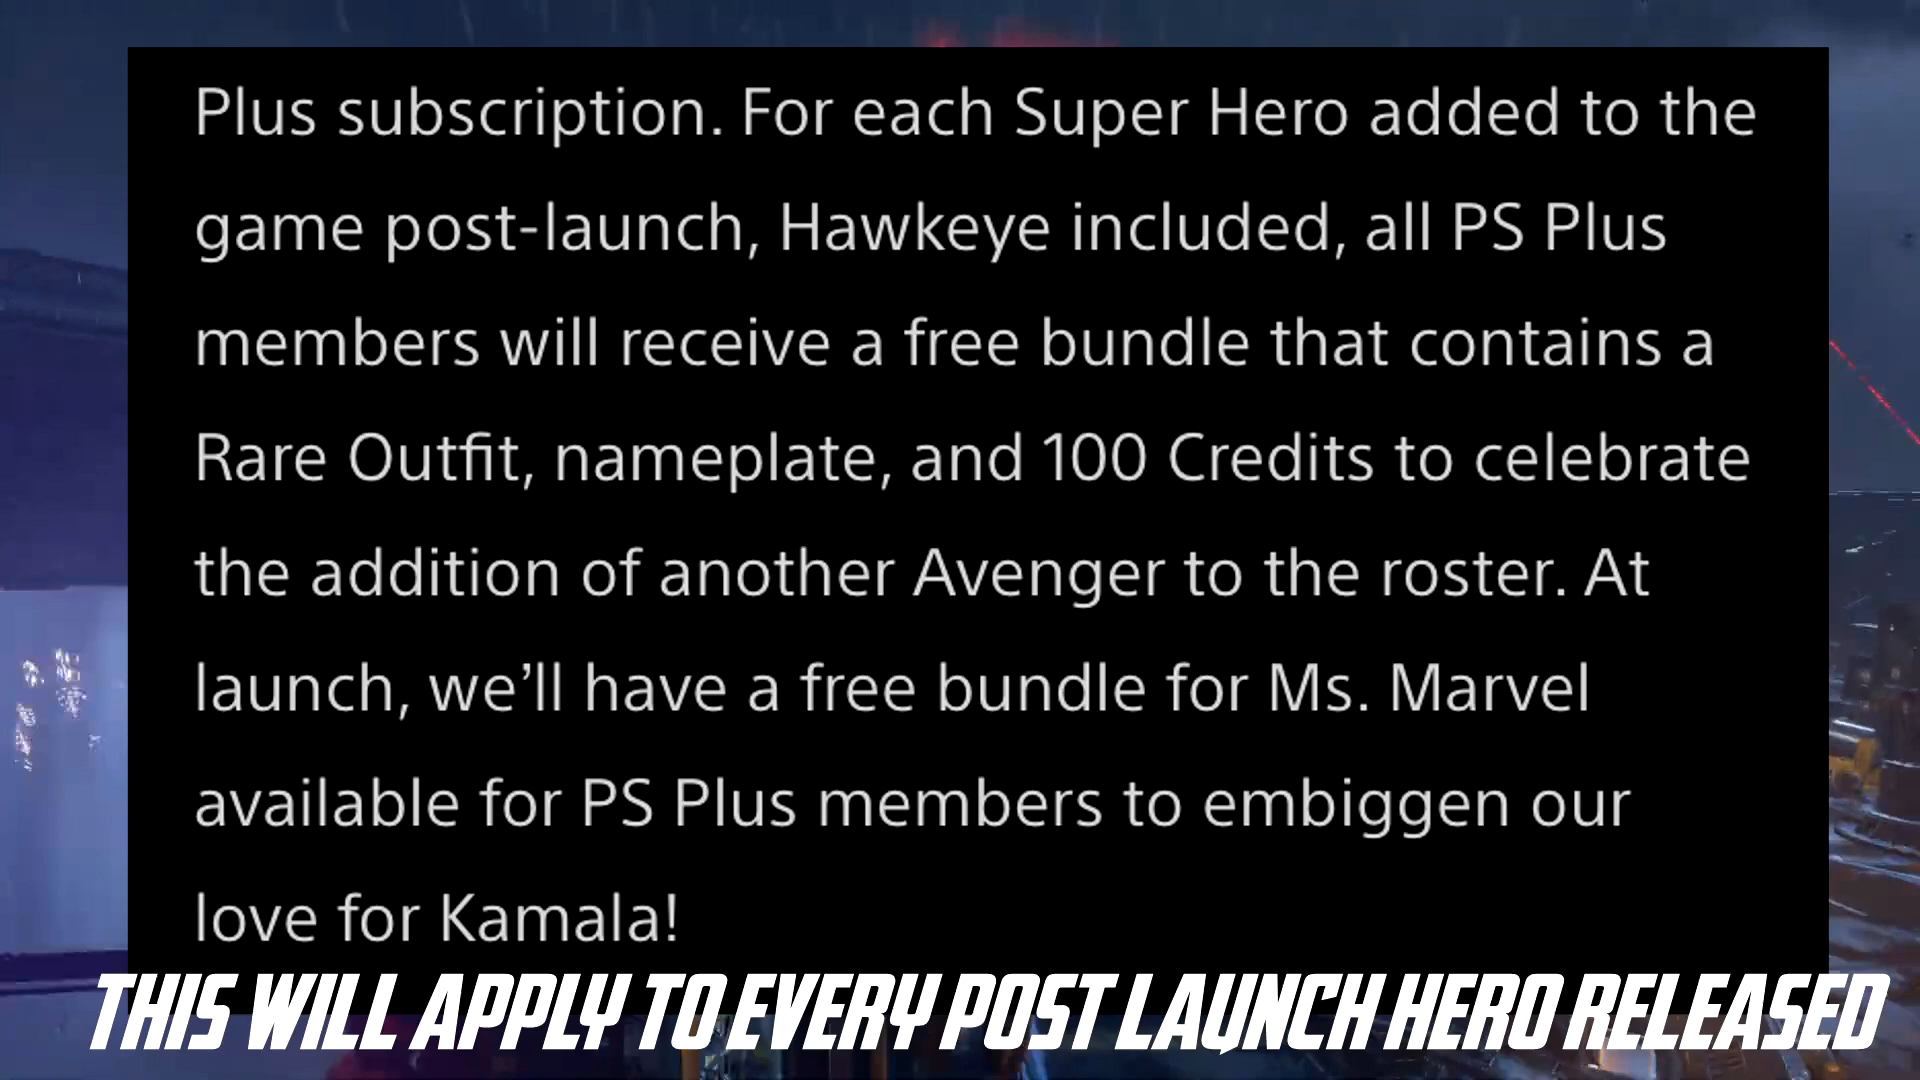 Plus subscription. For each Super Hero added to the
game post-launch, Hawkeye included, all PS Plus
members will receive a free bundle that contains a
Rare Outfit, nameplate, and 100 Credits to celebrate
the addition of another Avenger to the roster. At
launch, we’ll have a free bundle for Ms. Marvel
available for PS Plus members to embiggen our
love for Kamala!
THIS WILL APPLY TO EVERY POST LAUNCH HERO RELEASED